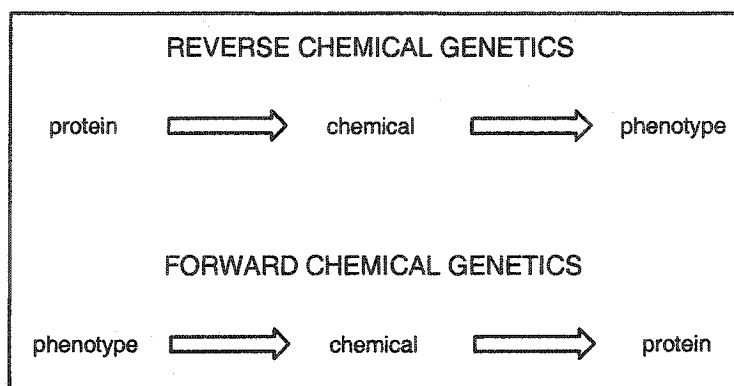 REVERSE CHEMICAL GENETICS
protein chemical phenotype
FORWARD CHEMICAL GENETICS
phenotype chemical protein